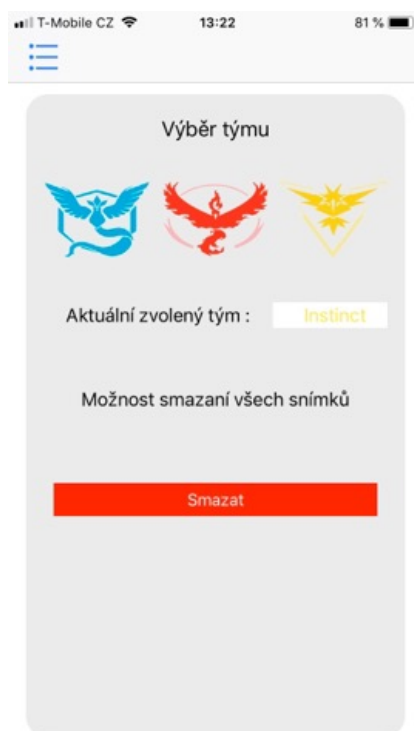 T-Mobile CZ 13:22 81 %
Výběr týmu
Aktuální zvolený tým : Instinct
Možnost smazaní všech snímků
Smazat